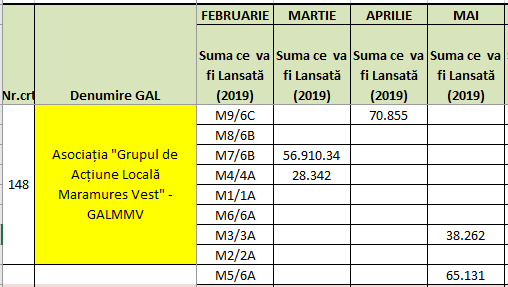 FEBRUARIE MARTIE APRILIE MAI
Suma ce va fi Lansată (2019) Suma ce va fi Lansată (2019) Suma ce va fi Lansată (2019) Suma ce va fi Lansată (2019)
Nr.crt Denumire GAL
148
Asociația "Grupul de
Acțiune Locală
Maramures Vest" -
GALMMV
M9/6C 70.855
M8/6B
M7/6B 56.910.34
M4/4A 28.342
M1/1A
M6/6A
M3/3A 38.262
M2/2A
M5/6A 65.131